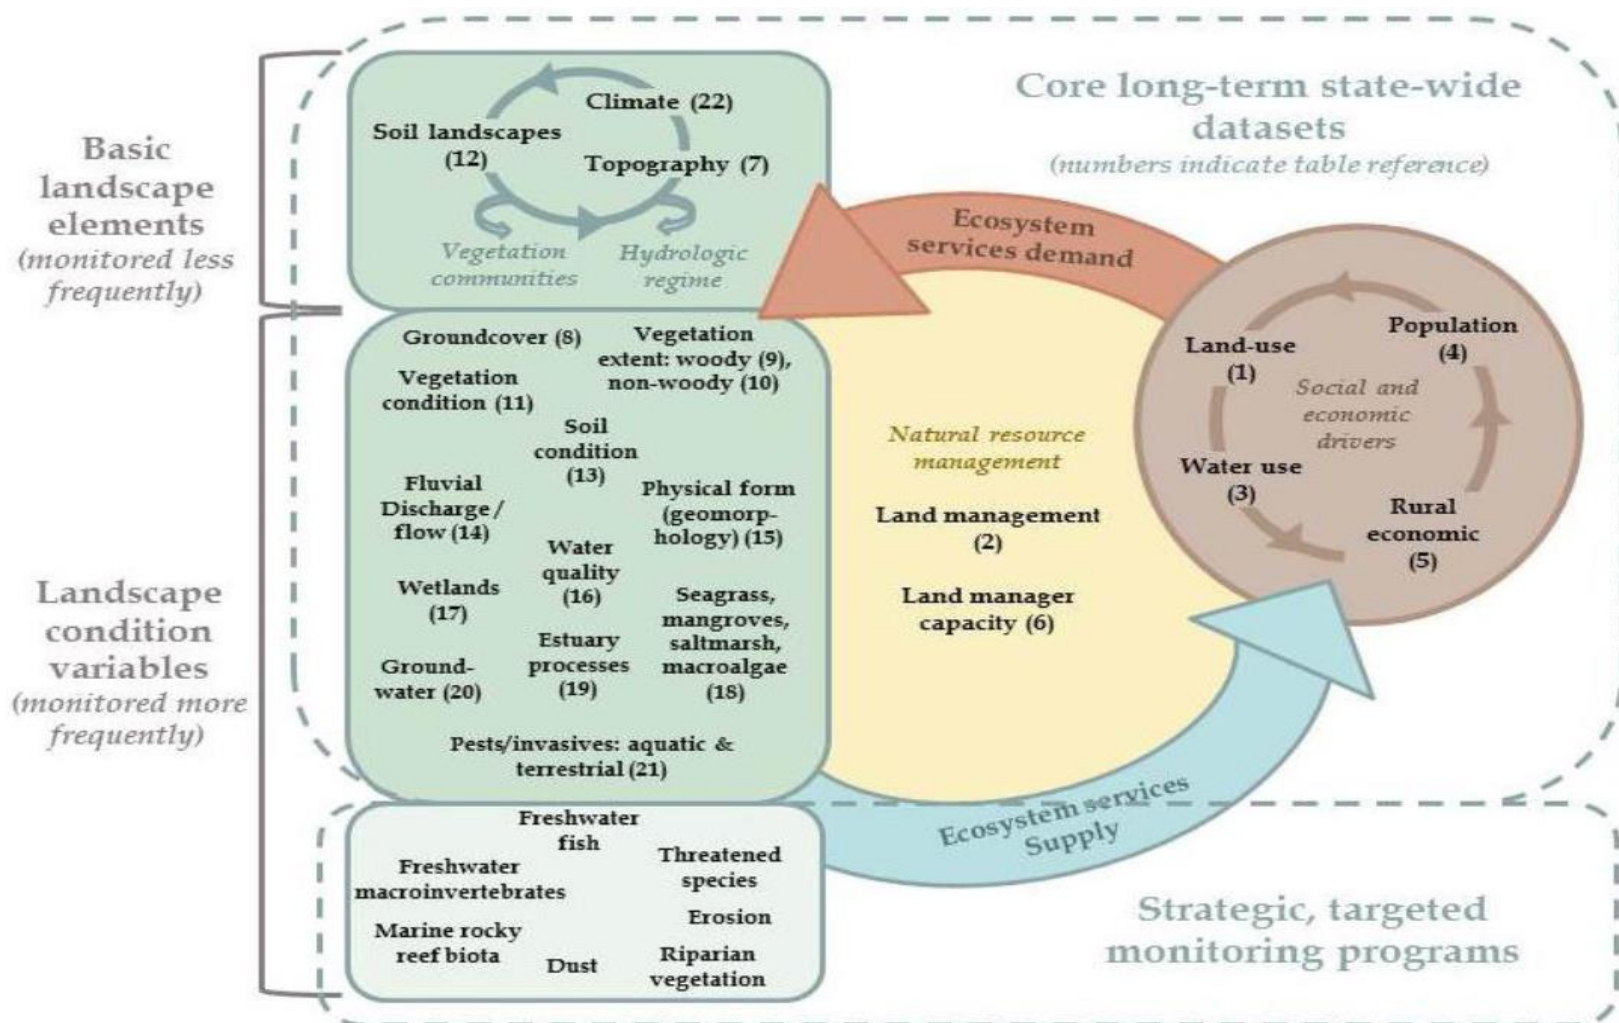 Core long-term state-wide
datasets
(numbers indicate table reference)
Basic
landscape
elements
(monitored less
frequently)
Climate (22)
Soil landscapes
(12)
Topography (7)
Vegetation
communities
Hydrologic
regime
Ecosystem
services demand
Landscape
condition
variables
(monitored more
frequently)
Groundcover (8)
Vegetation
extent: woody (9),
non-woody (10)
Vegetation
condition (11)
Soil
condition
(13)
Fluvial
Discharge/
flow (14)
Physical form
(geomorp-
hology) (15)
Water
quality
(16)
Wetlands
(17)
Seagrass,
mangroves,
saltmarsh,
macroalgae
(18)
Estuary
processes
(19)
Ground-
water (20)
Pests/invasives: aquatic &
terrestrial (21)
Natural resource
management
Land management
(2)
Land manager
capacity (6)
Population
(4)
Land-use
(1)
Social and
economic
drivers
Water use
(3)
Rural
economic
(5)
Ecosystem services
Supply
Freshwater
fish
Freshwater
macroinvertebrates
Threatened
species
Erosion
Marine rocky
reef biota
Dust
Riparian
vegetation
Strategic, targeted
monitoring programs